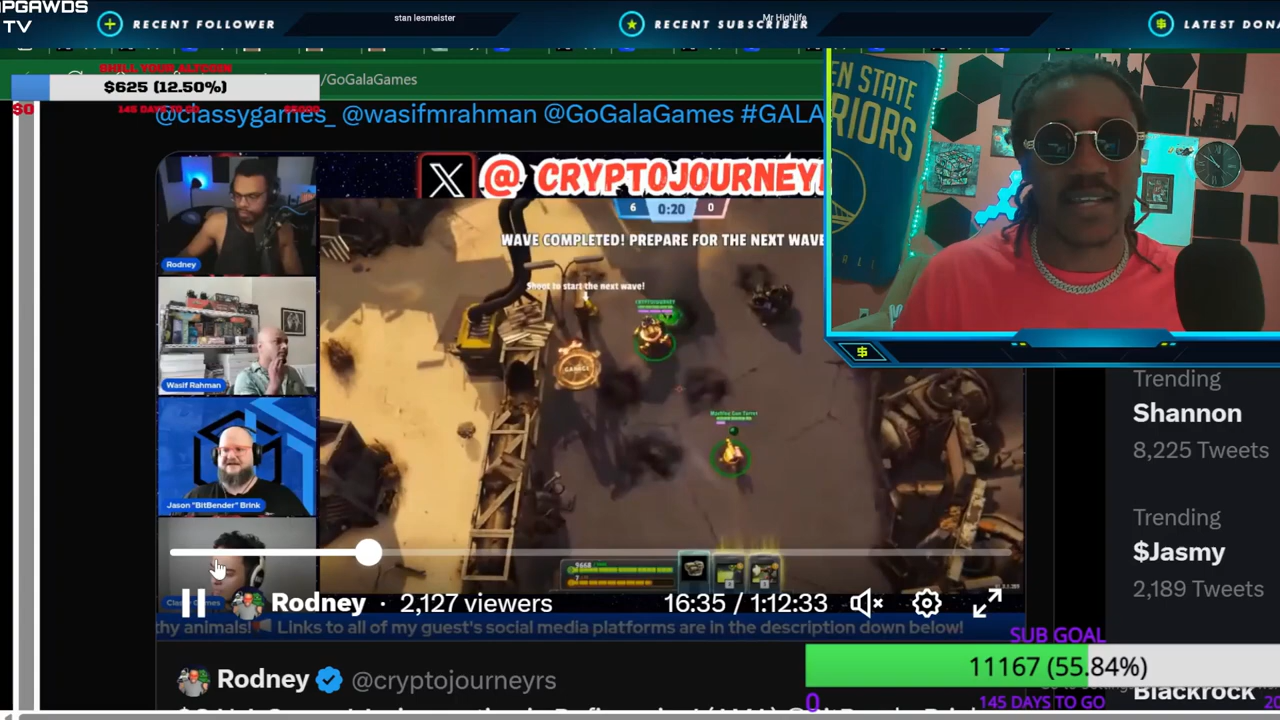 PGAWDS
TV
RECENT FOLLOWER
stan lesmeister
RECENT SUBSCRIBER
Mr Highlife
LATEST DONA
$625 (12.50%)
$0
145 DAYS TO GO
/GoGalaGames
@classygames_ @wasifmrahman @GoGalaGames #GALA
@ CRYPTOJOURNEY
6 0:20 0
WAVE COMPLETED! PREPARE FOR THE NEXT WAVE
Shoot to start the next wave!
EN STATE
RIORS
Rodney
Wasif Rahman
Jason "BitBender" Brink
Rodney · 2,127 viewers
16:35 / 1:12:33
thy animals! Links to all of my guest's social media platforms are in the description down below!
Rodney @cryptojourneyrs
Trending
Shannon
8,225 Tweets
Trending
$Jasmy
2,189 Tweets
SUB GOAL
11167 (55.84%)
0
145 DAYS TO GO
Blackrock